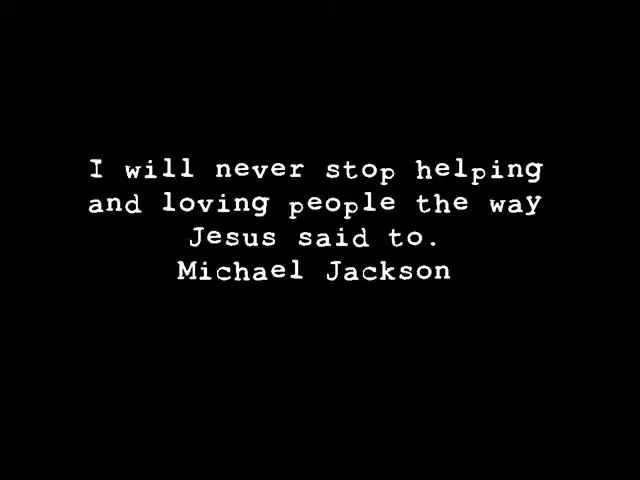 I will never stop helping
and loving people the way
Jesus said to.
Michael Jackson